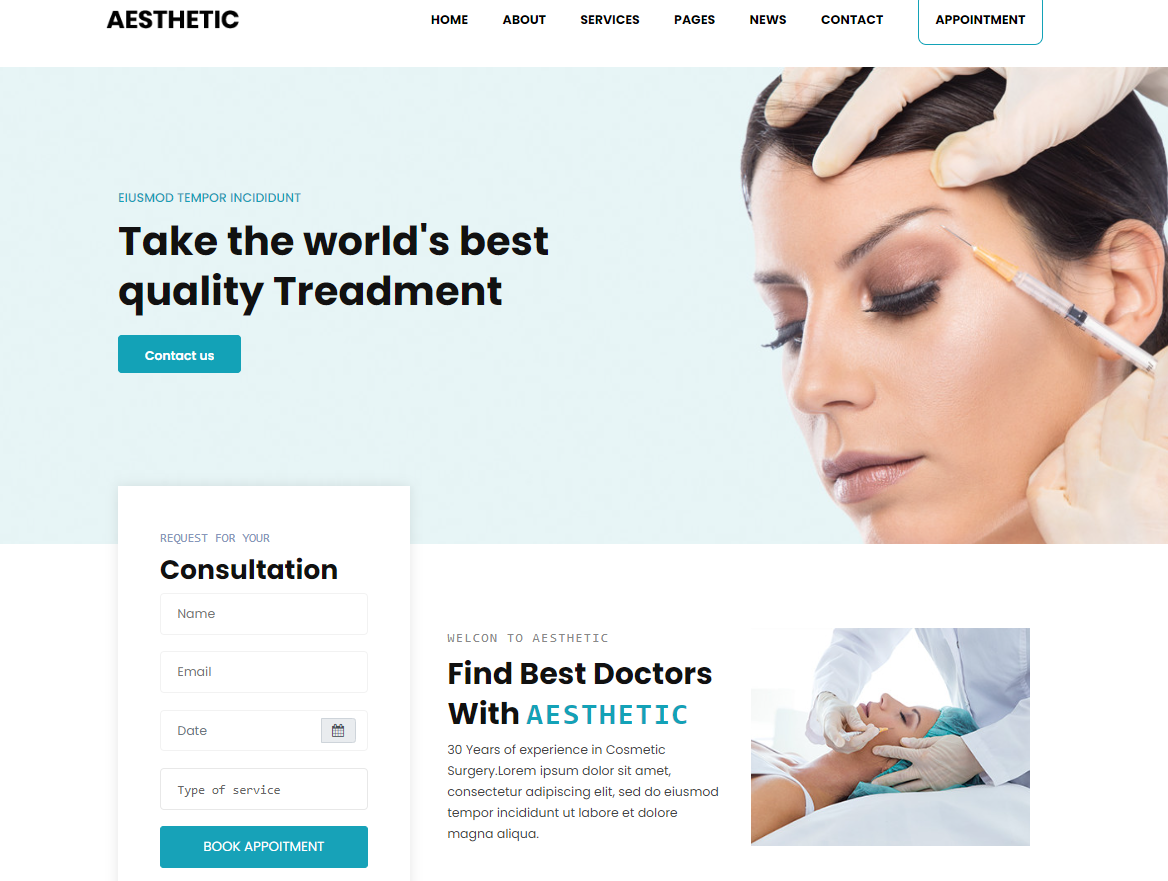 AESTHETIC
HOME ABOUT SERVICES PAGES NEWS CONTACT APPOINTMENT
EIUSMOD TEMPOR INCIDIDUNT
Take the world's best
quality Treadment
Contact us
REQUEST FOR YOUR
Consultation
Name
Email
Date
Type of service
BOOK APPOITMENT
WELCON TO AESTHETIC
Find Best Doctors
With AESTHETIC
30 Years of experience in Cosmetic
Surgery.Lorem ipsum dolor sit amet,
consectetur adipiscing elit, sed do eiusmod
tempor incididunt ut labore et dolore
magna aliqua.